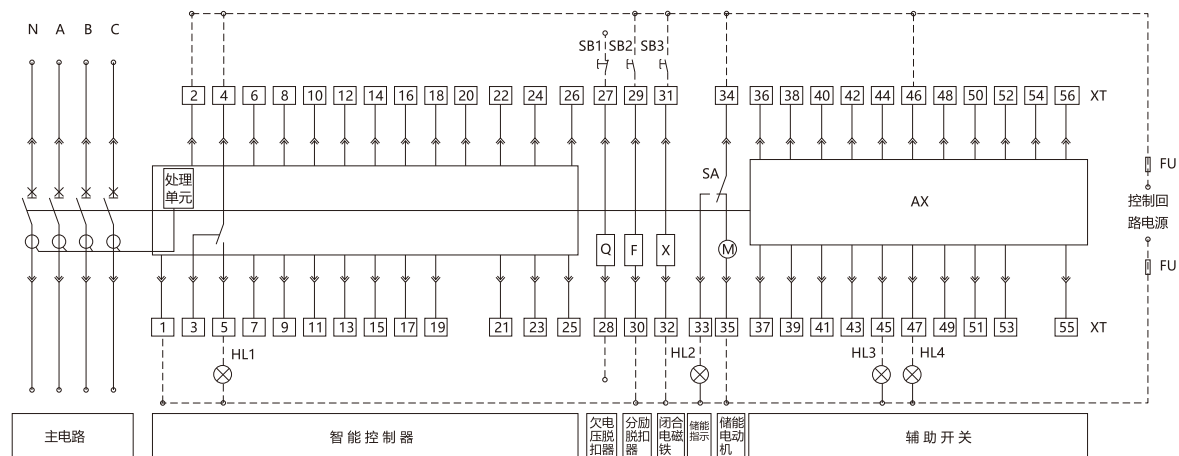 N A B C
SB1 SB2 SB3
2 4 6 8 10 12 14 16 18 20 22 24 26 27 29 31 34 36 38 40 42 44 46 48 50 52 54 56 XT
FU
处理
单元
SA
AX
控制回
路电源
Q F X M
FU
1 3 5 7 9 11 13 15 17 19 21 23 25 28 30 32 33 35 37 39 41 43 45 47 49 51 53 55 XT
HL1 HL2 HL3 HL4
主电路
智能控制器
欠电
压脱
扣器
分励
脱扣
器
闭合
电磁
铁
储能
指示
储能
电动
机
辅助开关